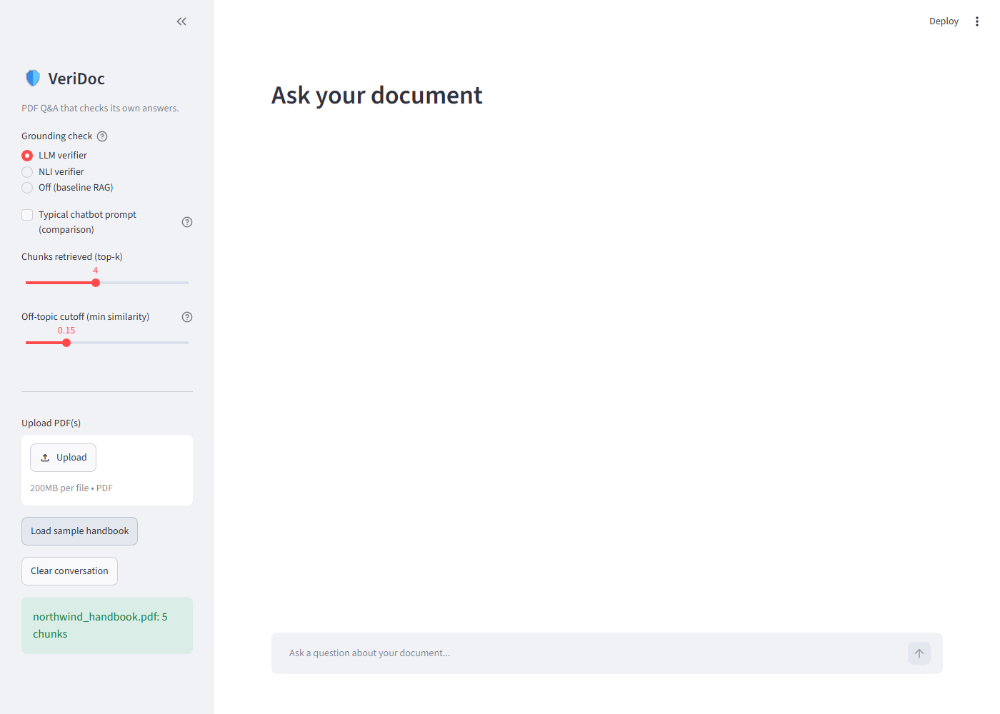 Deploy
VeriDoc
PDF Q&A that checks its own answers.
Grounding check
LLM verifier
NLI verifier
Off (baseline RAG)
Typical chatbot prompt
(comparison)
Chunks retrieved (top-k)
4
Off-topic cutoff (min similarity)
0.15
Upload PDF(s)
Upload
200MB per file • PDF
Load sample handbook
Clear conversation
northwind_handbook.pdf: 5
chunks
Ask your document
Ask a question about your document...